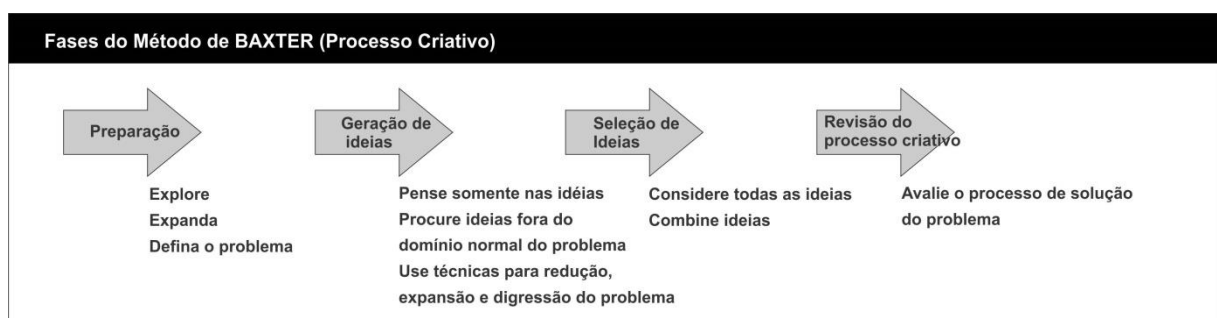 Fases do Método de BAXTER (Processo Criativo)
Preparação
Explore
Expanda
Defina o problema
Geração de
ideias
Pense somente nas idéias
Procure ideias fora do
domínio normal do problema
Use técnicas para redução,
expansão e digressão do problema
Seleção de
Ideias
Considere todas as ideias
Combine ideias
Revisão do
processo criativo
Avalie o processo de solução
do problema